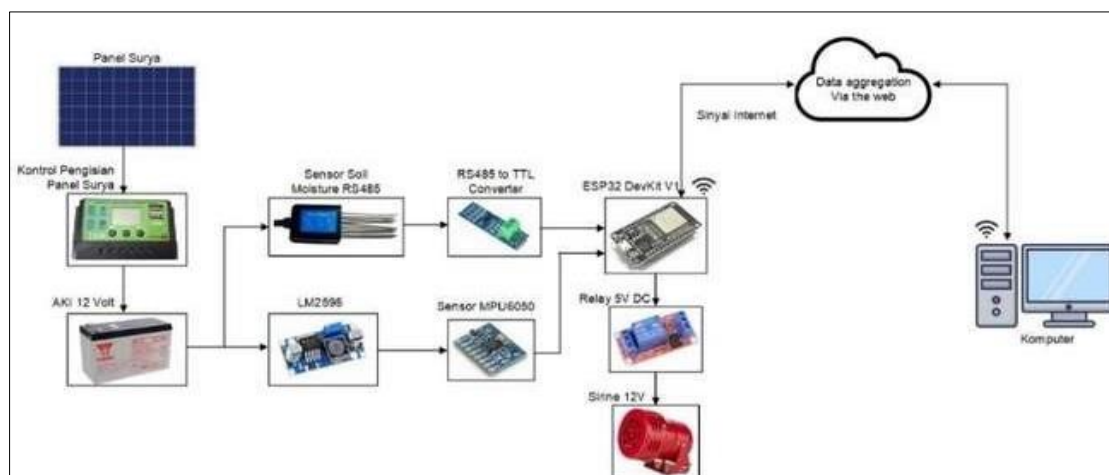 Panel Surya
Kontrol Pengisian
Panel Surya
AKI 12 Volt
Sensor Soil
Moisture RS485
LM2596
RS485 to TTL
Converter
Sensor MPU6050
ESP32 DevKit V1
Relay 5V DC
Sirine 12V
Sinyal Internet
Data aggregation
Via the web
Komputer